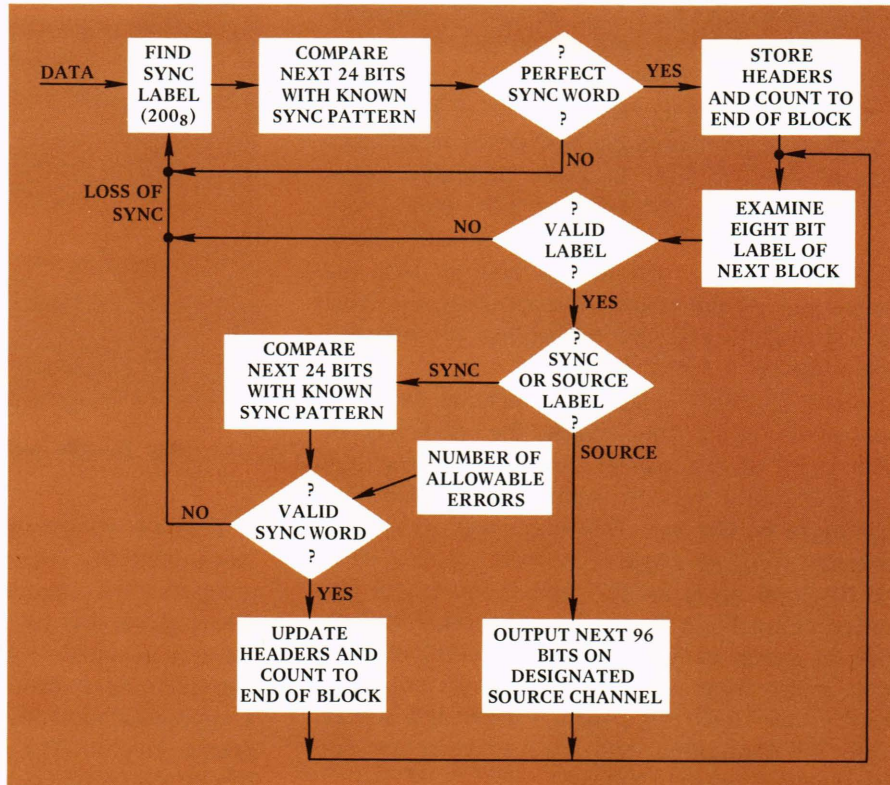 DATA
FIND
SYNC
LABEL
(200₈)
COMPARE
NEXT 24 BITS
WITH KNOWN
SYNC PATTERN
?
PERFECT
SYNC WORD
?
YES
STORE
HEADERS
AND COUNT TO
END OF BLOCK
NO
LOSS OF
SYNC
EXAMINE
EIGHT BIT
LABEL OF
NEXT BLOCK
?
VALID
LABEL
?
NO
YES
?
SYNC
OR SOURCE
LABEL
?
SYNC
COMPARE
NEXT 24 BITS
WITH KNOWN
SYNC PATTERN
SOURCE
NUMBER OF
ALLOWABLE
ERRORS
?
VALID
SYNC WORD
?
NO
YES
UPDATE
HEADERS AND
COUNT TO
END OF BLOCK
OUTPUT NEXT 96
BITS ON
DESIGNATED
SOURCE CHANNEL